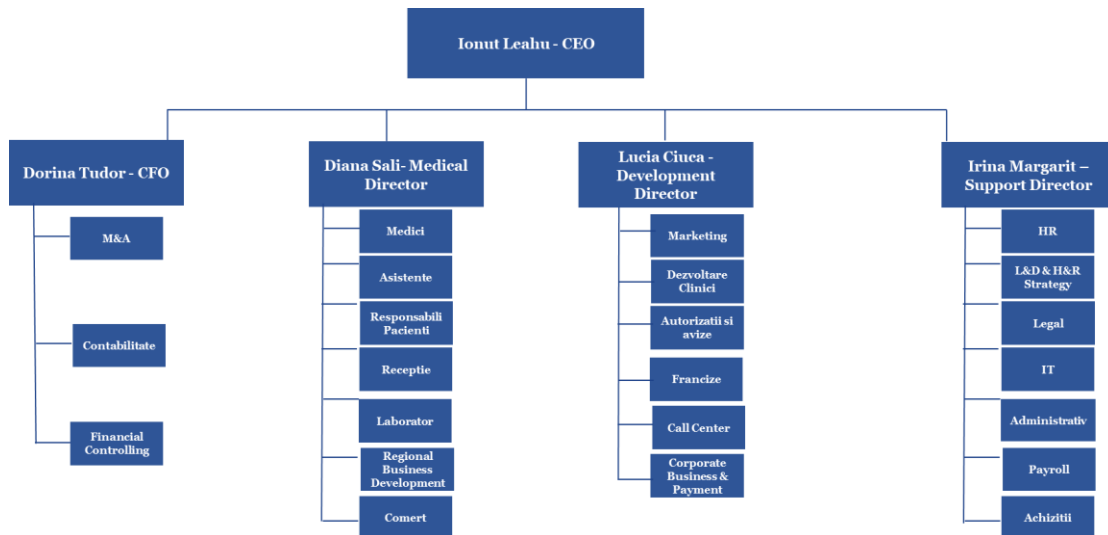 Ionut Leahu - CEO
Dorina Tudor - CFO
M&A
Contabilitate
Financial
Controlling
Diana Sali- Medical
Director
Medici
Asistente
Responsabili
Pacienti
Receptie
Laborator
Regional
Business
Development
Comert
Lucia Ciuca -
Development
Director
Marketing
Dezvoltare
Clinici
Autorizatii si
avize
Francize
Call Center
Corporate
Business &
Payment
Irina Margarit –
Support Director
HR
L&D & H&R
Strategy
Legal
IT
Administrativ
Payroll
Achizitii